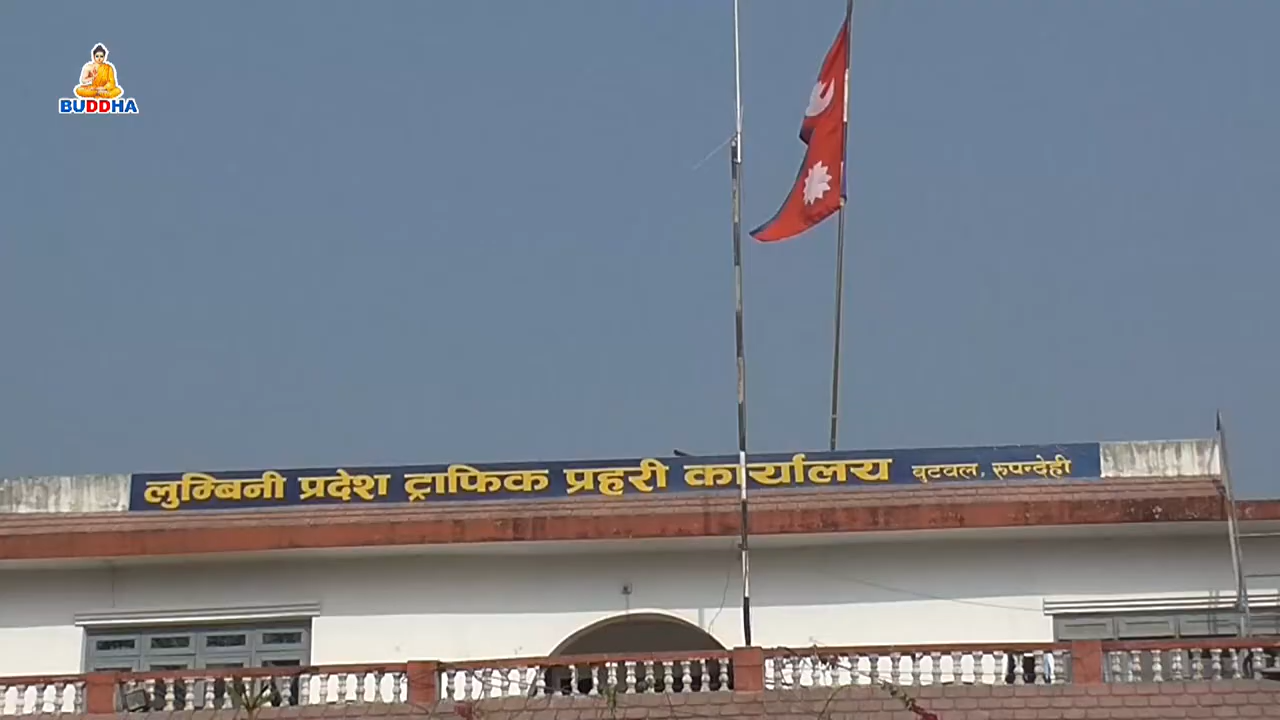 BUDDHA
लुम्बिनी प्रदेश ट्राफिक प्रहरी कार्यालय बुटवल, रुपन्देही